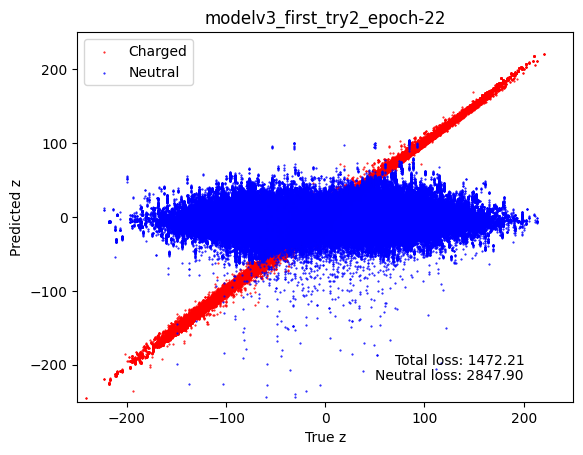 modelv3_first_try2_epoch-22
Charged
Neutral
200
100
0
−100
−200
Predicted z
Total loss: 1472.21
Neutral loss: 2847.90
−200
−100
0
100
200
True z